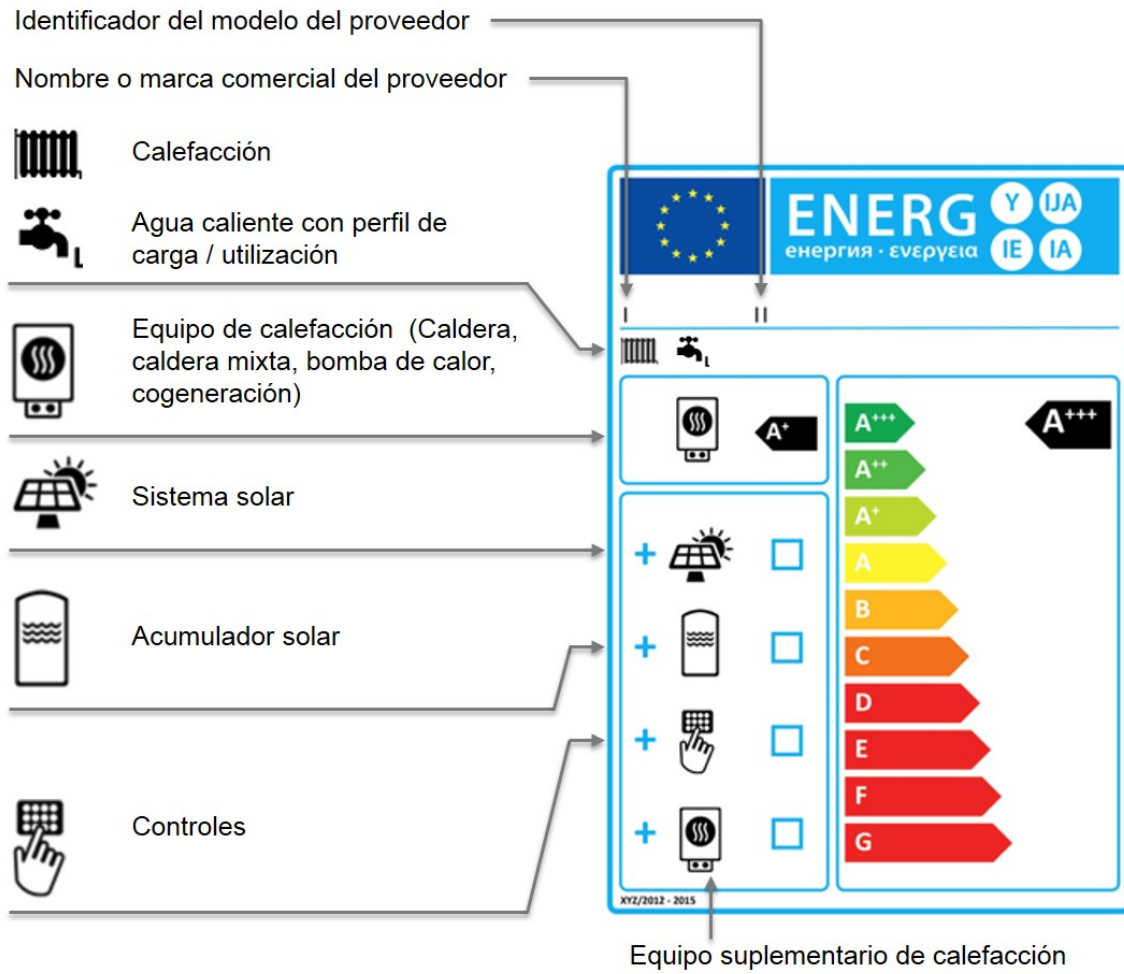 Identificador del modelo del proveedor
Nombre o marca comercial del proveedor
Calefacción
Agua caliente con perfil de
carga / utilización
Equipo de calefacción (Caldera,
caldera mixta, bomba de calor,
cogeneración)
Sistema solar
Acumulador solar
Controles
L
ENERG
Y IJA
IE IA
енергия · ενεργεια
I II
L
A+
A+++
A+++
A++
A+
A
B
C
D
E
F
G
XYZ/2012 - 2015
Equipo suplementario de calefacción